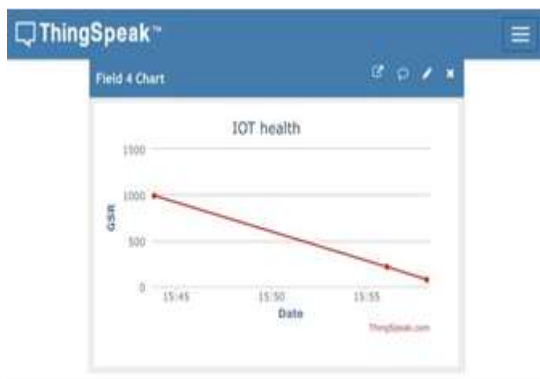 ThingSpeak™
Field 4 Chart
IOT health
1500
1000
500
0
GSR
15:45 15:50 15:55
Date
ThingSpeak.com